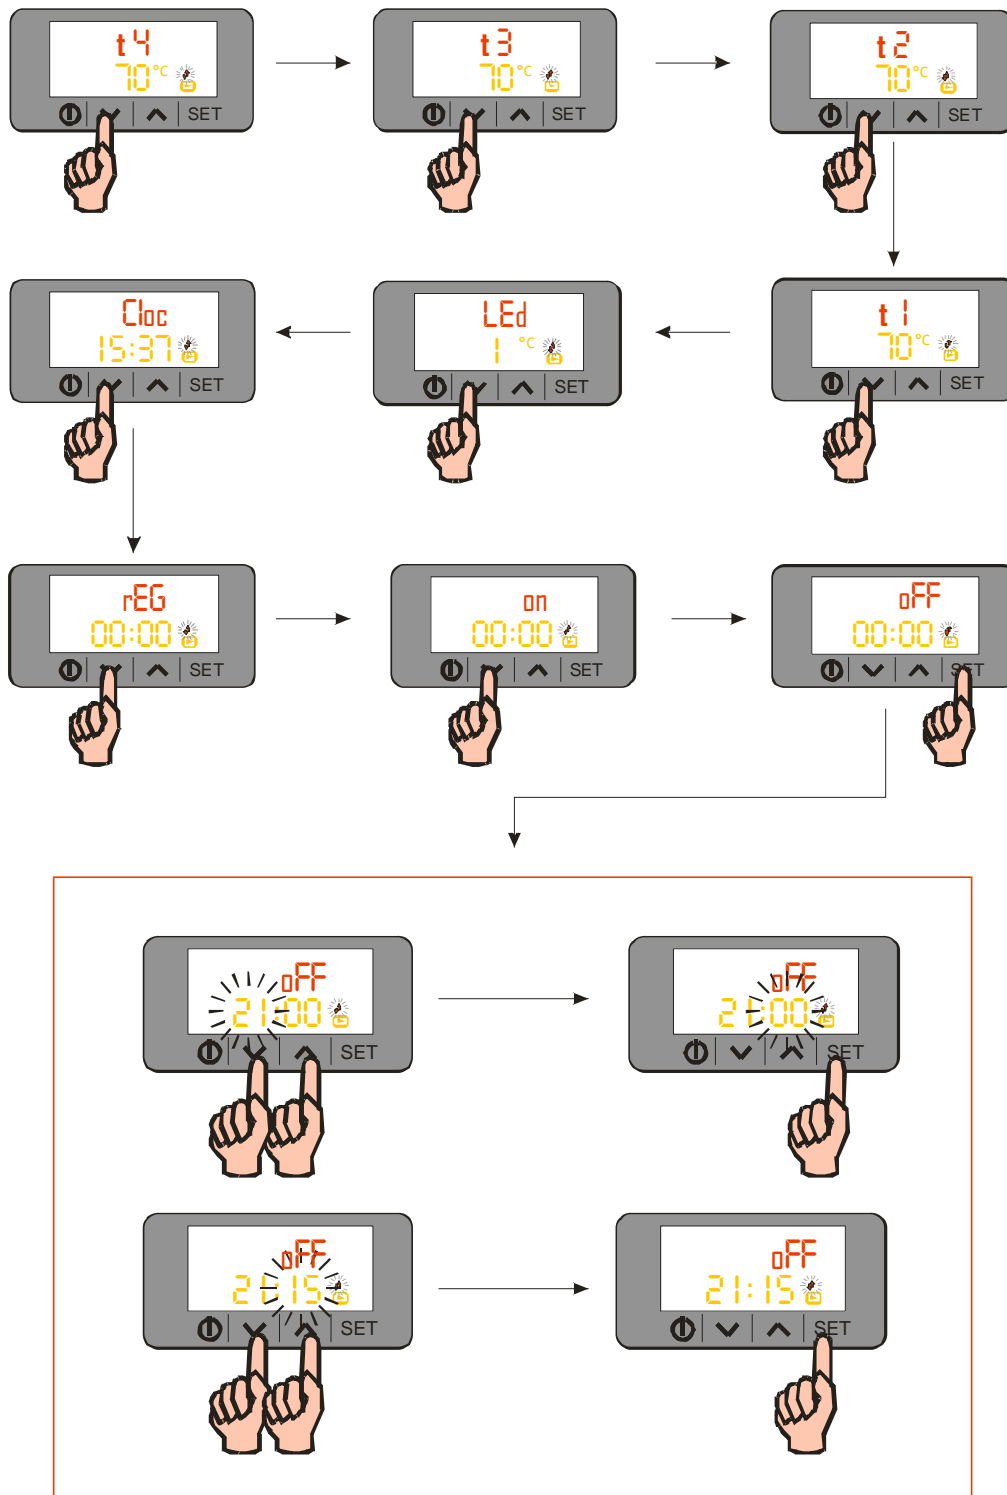 t4
70°C
SET
t3
70°C
SET
t2
70°C
SET
Cloc
15:37
SET
LEd
1 °C
SET
t1
70°C
SET
rEG
00:00
SET
on
00:00
SET
oFF
00:00
SET
oFF
21:00
SET
oFF
21:00
SET
oFF
21:15
SET
oFF
21:15
SET